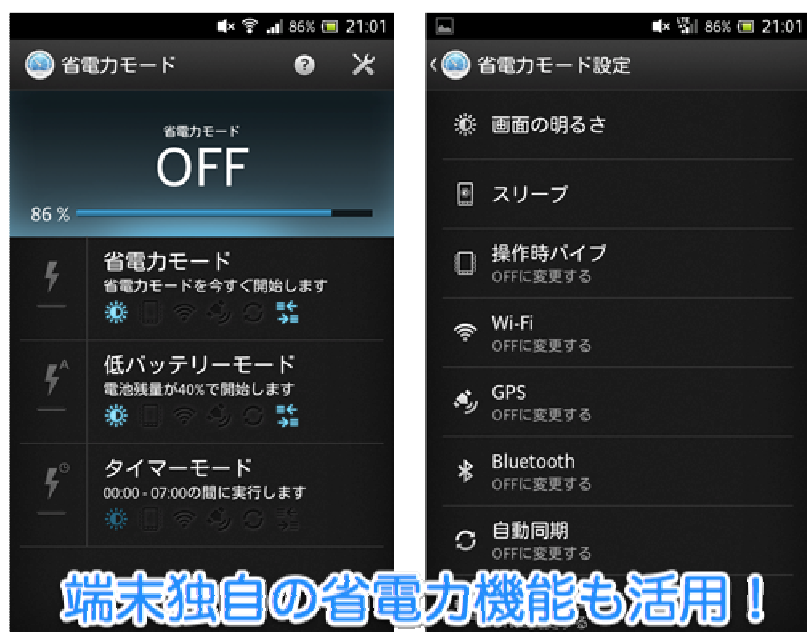 86% 21:01
省電力モード
省電力モード
OFF
86 %
省電力モード
省電力モードを今すぐ開始します
A
低バッテリーモード
電池残量が40%で開始します
タイマーモード
00:00 - 07:00の間に実行します
LTE 86% 21:01
省電力モード設定
画面の明るさ
スリープ
操作時バイブ
OFFに変更する
Wi-Fi
OFFに変更する
GPS
OFFに変更する
Bluetooth
OFFに変更する
自動同期
OFFに変更する
端末独自の省電力機能も活用！